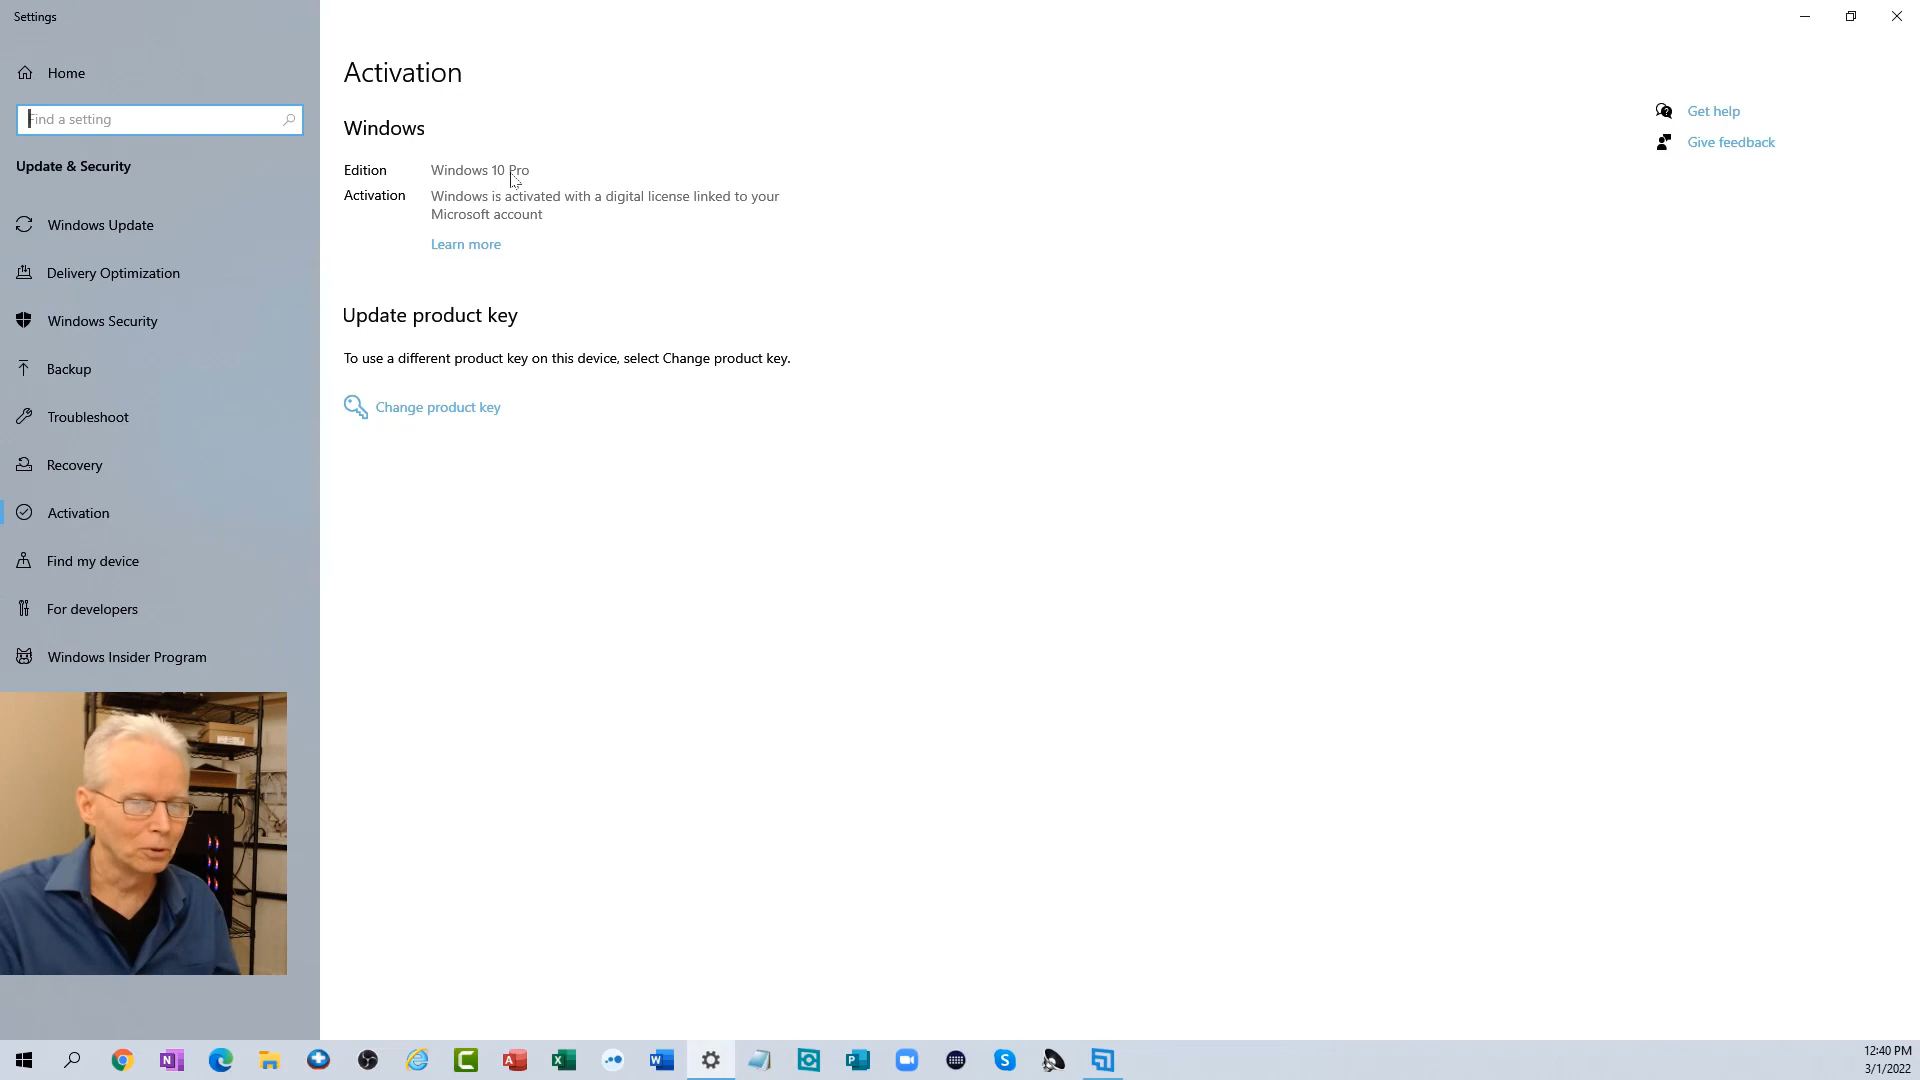 Settings
Home
Find a setting
Update & Security
Windows Update
Delivery Optimization
Windows Security
Backup
Troubleshoot
Recovery
Activation
Find my device
For developers
Windows Insider Program
Activation
Windows
Edition Windows 10 Pro
Activation Windows is activated with a digital license linked to your
Microsoft account
Learn more
Update product key
To use a different product key on this device, select Change product key.
Change product key
Get help
Give feedback
12:40 PM
3/1/2022